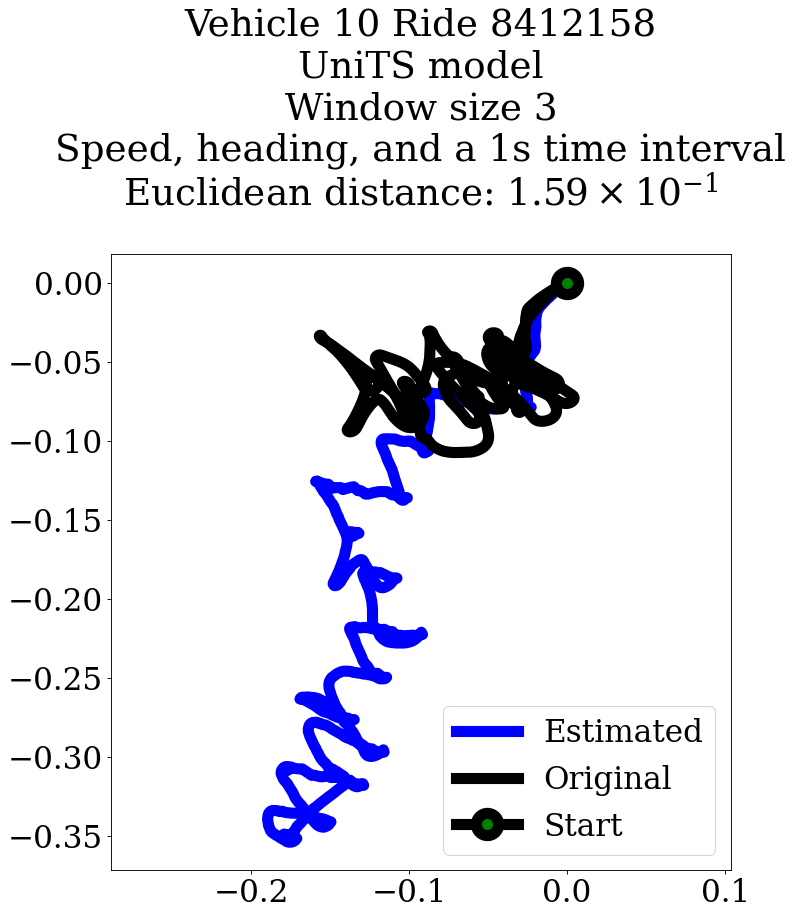 Vehicle 10 Ride 8412158
UniTS model
Window size 3
Speed, heading, and a 1s time interval
Euclidean distance: 1.59 × 10⁻¹
0.00
−0.05
−0.10
−0.15
−0.20
−0.25
−0.30
−0.35
Estimated
Original
Start
−0.2
−0.1
0.0
0.1